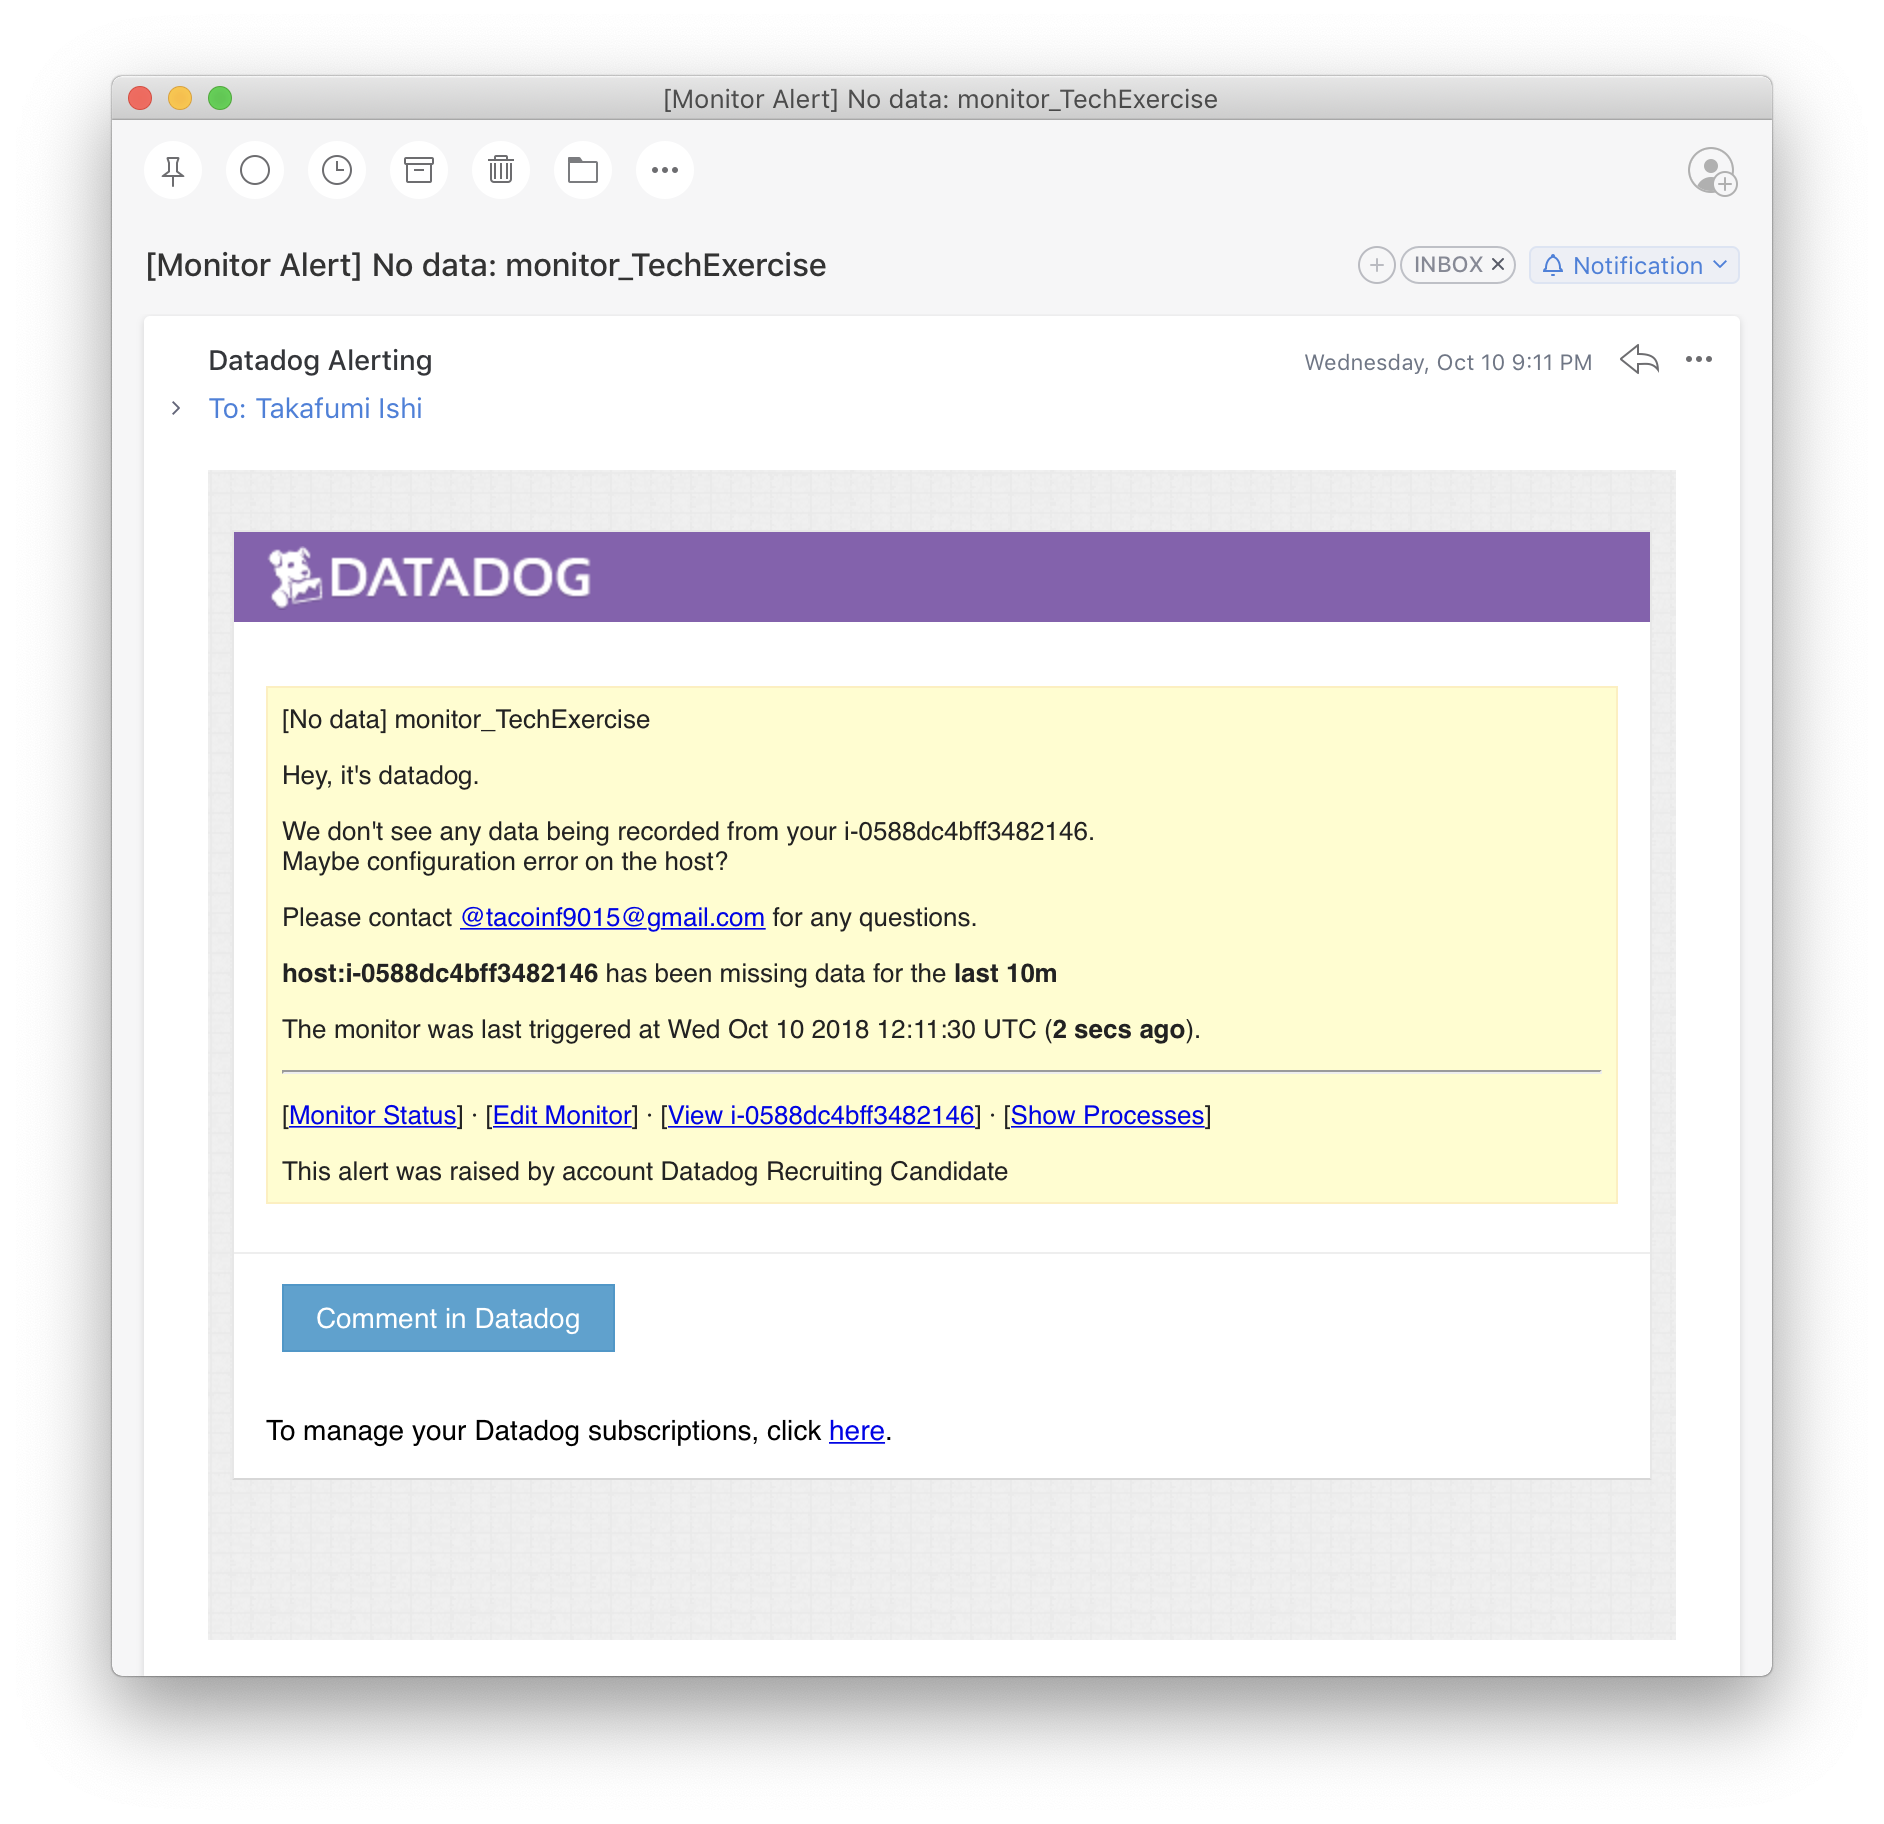 [Monitor Alert] No data: monitor_TechExercise
[Monitor Alert] No data: monitor_TechExercise
INBOX
Notification
Datadog Alerting
Wednesday, Oct 10 9:11 PM
To: Takafumi Ishi
DATADOG
[No data] monitor_TechExercise
Hey, it's datadog.
We don't see any data being recorded from your i-0588dc4bff3482146.
Maybe configuration error on the host?
Please contact @tacoinf9015@gmail.com for any questions.
host:i-0588dc4bff3482146 has been missing data for the last 10m
The monitor was last triggered at Wed Oct 10 2018 12:11:30 UTC (2 secs ago).
[Monitor Status] · [Edit Monitor] · [View i-0588dc4bff3482146] · [Show Processes]
This alert was raised by account Datadog Recruiting Candidate
Comment in Datadog
To manage your Datadog subscriptions, click here.